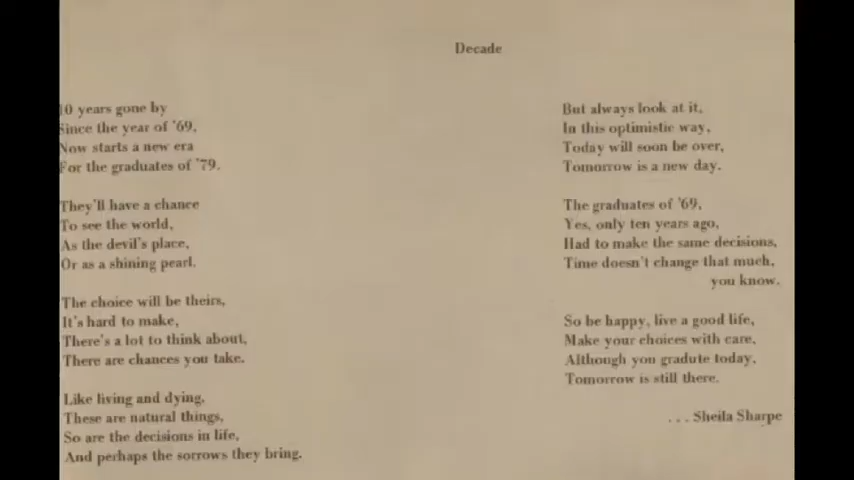 Decade
10 years gone by
Since the year of '69,
Now starts a new era
For the graduates of '79.
They'll have a chance
To see the world,
As the devil's place,
Or as a shining pearl.
The choice will be theirs,
It's hard to make,
There's a lot to think about,
There are chances you take.
Like living and dying,
These are natural things,
So are the decisions in life,
And perhaps the sorrows they bring.
But always look at it,
In this optimistic way,
Today will soon be over,
Tomorrow is a new day.
The graduates of '69,
Yes, only ten years ago,
Had to make the same decisions,
Time doesn't change that much,
you know.
So be happy, live a good life,
Make your choices with care,
Although you gradute today,
Tomorrow is still there.
. . . Sheila Sharpe